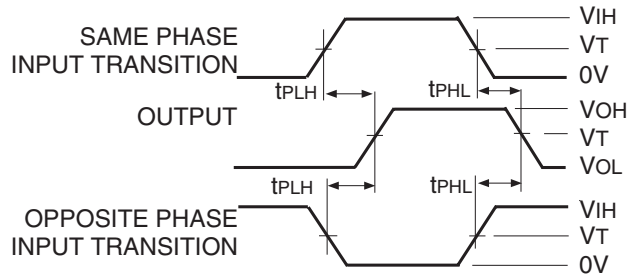 VIH
SAME PHASE
VT
INPUT TRANSITION
0V
tPLH
tPHL
OUTPUT
VOH
VT
VOL
tPLH
tPHL
VIH
OPPOSITE PHASE
VT
INPUT TRANSITION
0V